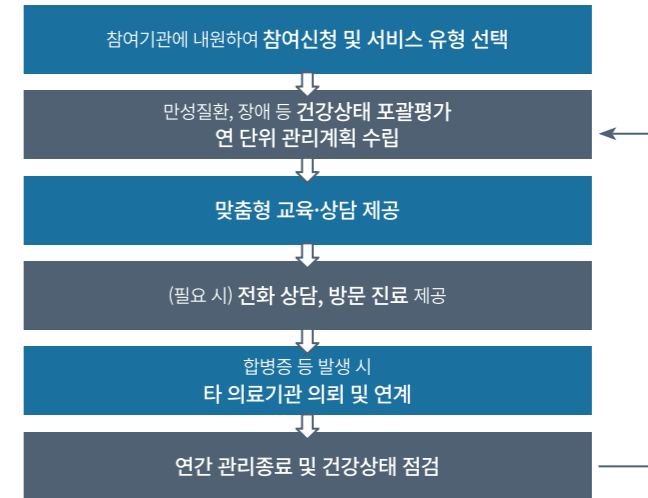 참여기관에 내원하여 참여신청 및 서비스 유형 선택
만성질환, 장애 등 건강상태 포괄평가
연 단위 관리계획 수립
맞춤형 교육·상담 제공
(필요 시) 전화 상담, 방문 진료 제공
합병증 등 발생 시
타 의료기관 의뢰 및 연계
연간 관리종료 및 건강상태 점검